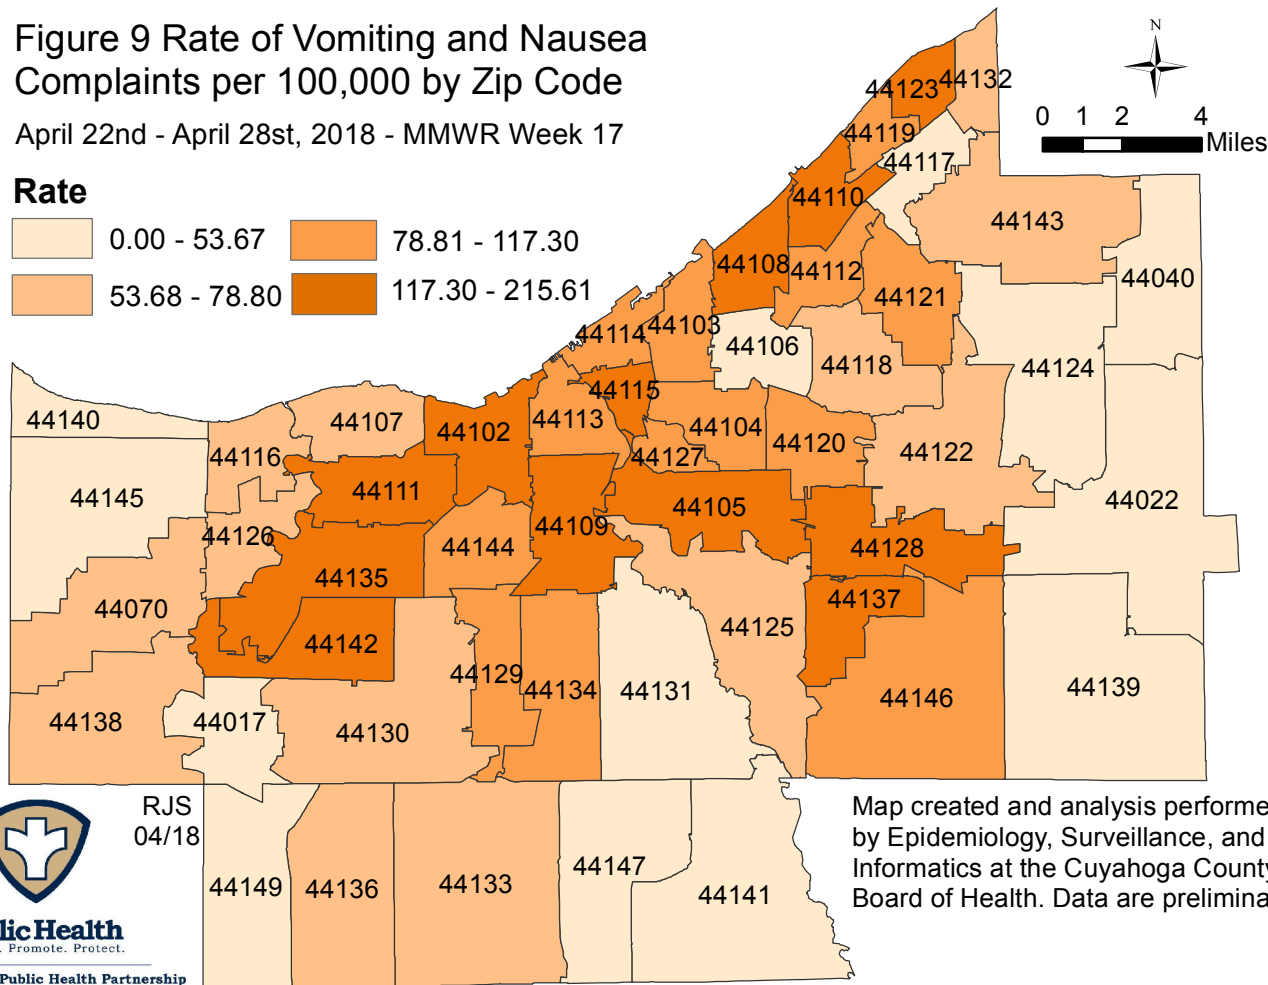 Figure 9 Rate of Vomiting and Nausea
Complaints per 100,000 by Zip Code
April 22nd - April 28st, 2018 - MMWR Week 17
Rate
0.00 - 53.67
78.81 - 117.30
53.68 - 78.80
117.30 - 215.61
N
0 1 2 4
Miles
44123
44132
44119
44117
44110
44143
44108
44112
44040
44121
44114
44103
44106
44118
44124
44115
44140
44107
44102
44113
44104
44120
44116
44127
44122
44111
44145
44105
44022
44126
44109
44144
44128
44135
44070
44137
44142
44125
44129
44134
44131
44139
44146
44138
44017
44130
RJS
04/18
Map created and analysis performe
by Epidemiology, Surveillance, and
Informatics at the Cuyahoga County
Board of Health. Data are prelimina
44149
44136
44133
44147
44141
lic Health
. Promote. Protect.
Public Health Partnership